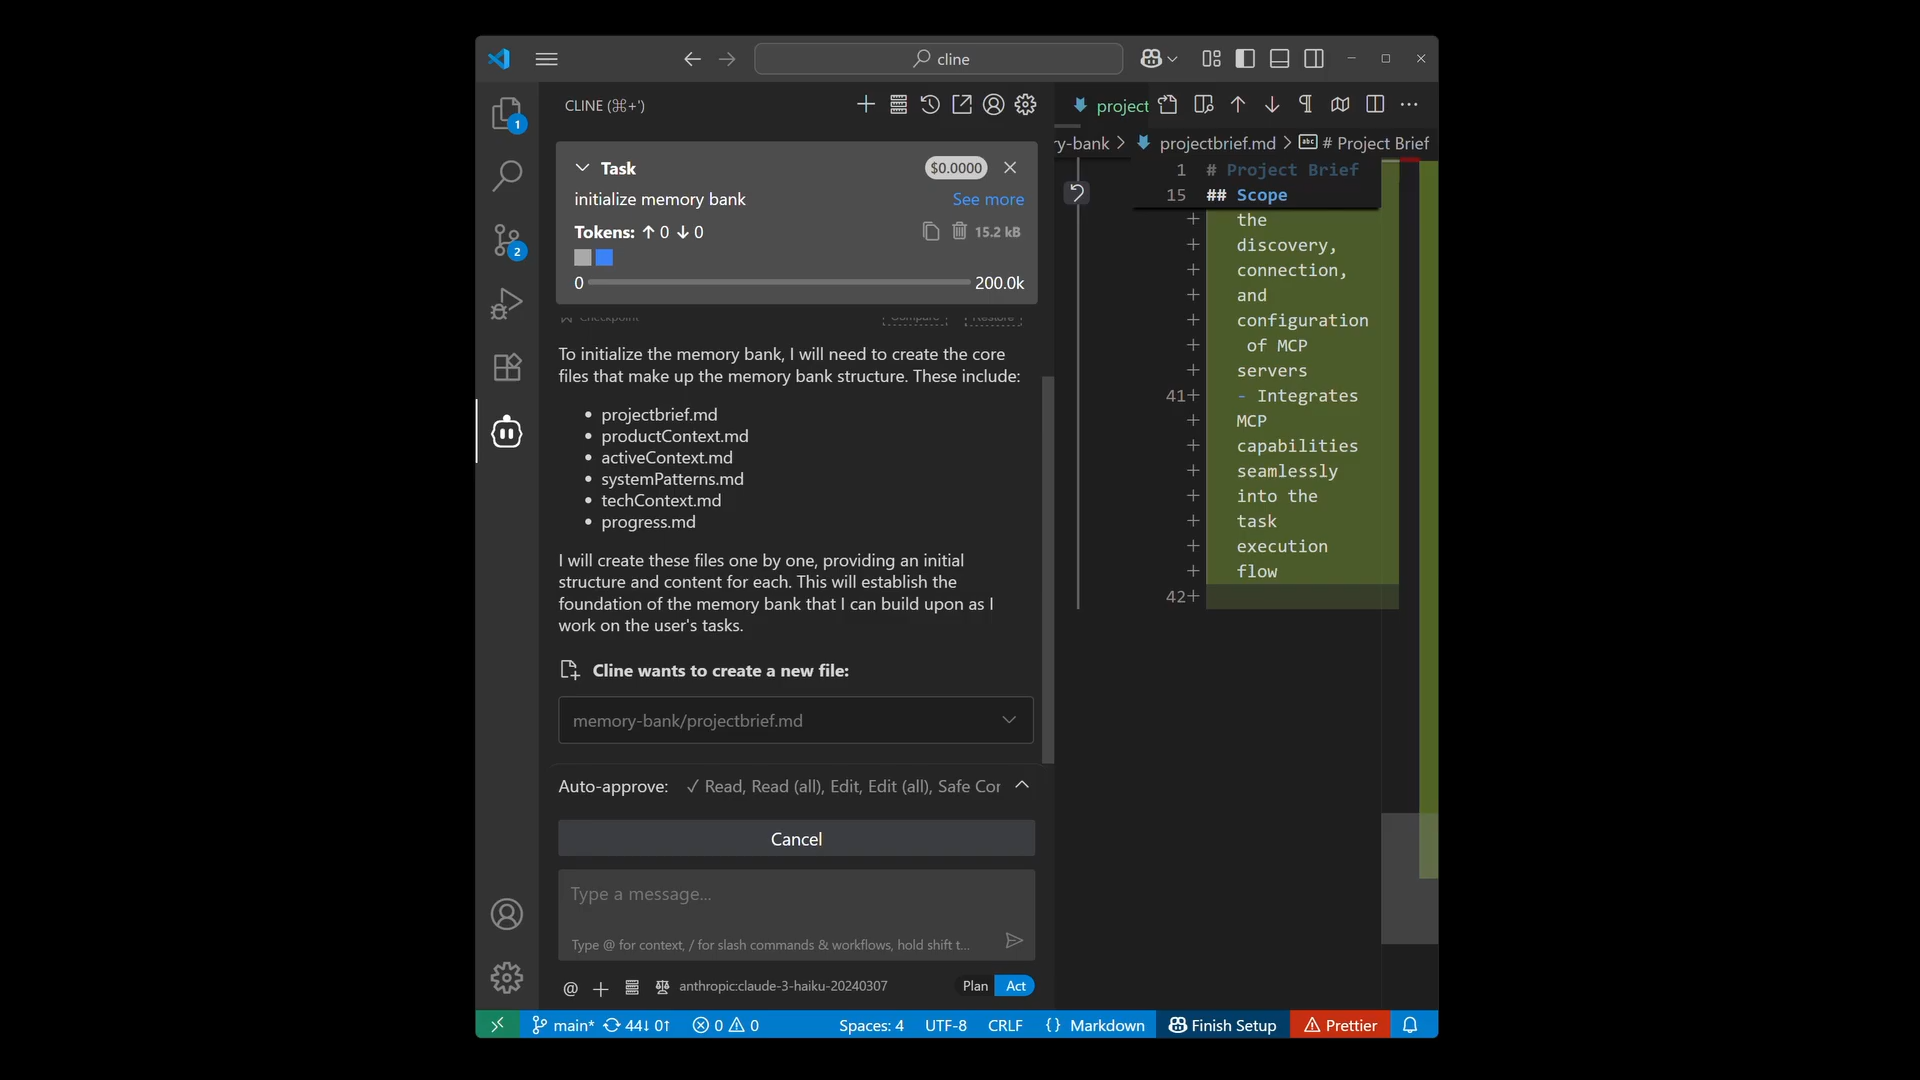 cline
CLINE (⌘+')
Task
$0.0000
initialize memory bank
See more
Tokens: ↑ 0 ↓ 0
15.2 kB
0
200.0k
Checkpoint
Compare
Restore
To initialize the memory bank, I will need to create the core
files that make up the memory bank structure. These include:
• projectbrief.md
• productContext.md
• activeContext.md
• systemPatterns.md
• techContext.md
• progress.md
I will create these files one by one, providing an initial
structure and content for each. This will establish the
foundation of the memory bank that I can build upon as I
work on the user's tasks.
Cline wants to create a new file:
memory-bank/projectbrief.md
Auto-approve: ✓ Read, Read (all), Edit, Edit (all), Safe Cor
Cancel
Type a message...
Type @ for context, / for slash commands & workflows, hold shift t...
@ + anthropic:claude-3-haiku-20240307
Plan Act
1
2
project
y-bank > projectbrief.md > # Project Brief
1 # Project Brief
15 ## Scope
+ the
+ discovery,
+ connection,
+ and
+ configuration
+ of MCP
+ servers
41+ - Integrates
+ MCP
+ capabilities
+ seamlessly
+ into the
+ task
+ execution
+ flow
42+
main* 44↓ 0↑ 0 0 Spaces: 4 UTF-8 CRLF {} Markdown Finish Setup Prettier